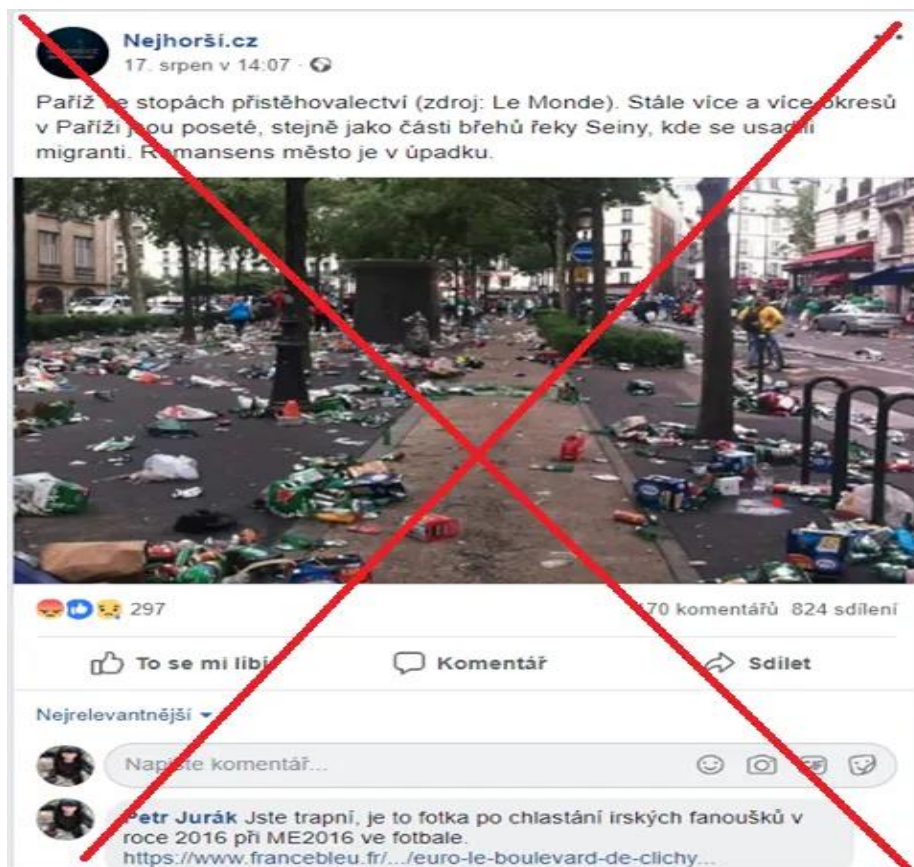 Nejhorší.cz
17. srpen v 14:07
Paříž ve stopách přistěhovalectví (zdroj: Le Monde). Stále více a více okresů
v Paříži jsou poseté, stejně jako části břehů řeky Seiny, kde se usadili
migranti. Romansens město je v úpadku.
297
170 komentářů 824 sdílení
To se mi líbí
Komentář
Sdílet
Nejrelevantnější
Napište komentář...
GIF
Petr Jurák Jste trapní, je to fotka po chlastání irských fanoušků v
roce 2016 při ME2016 ve fotbale.
https://www.francebleu.fr/.../euro-le-boulevard-de-clichy...